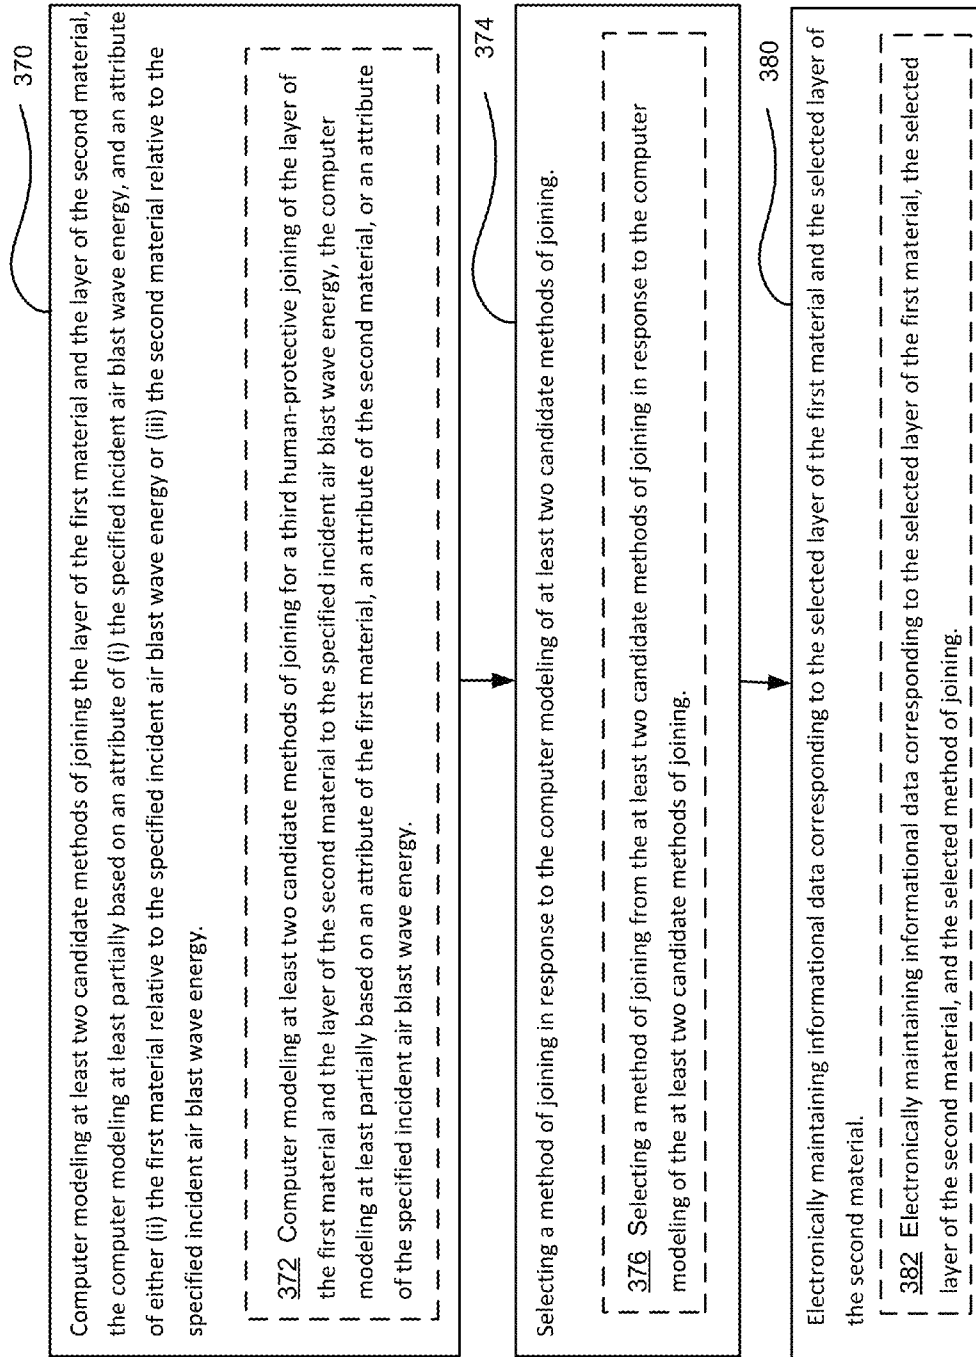 370
Computer modeling at least two candidate methods of joining the layer of the first material and the layer of the second material,
the computer modeling at least partially based on an attribute of (i) the specified incident air blast wave energy, and an attribute
of either (ii) the first material relative to the specified incident air blast wave energy or (iii) the second material relative to the
specified incident air blast wave energy.
372 Computer modeling at least two candidate methods of joining for a third human-protective joining of the layer of
the first material and the layer of the second material to the specified incident air blast wave energy, the computer
modeling at least partially based on an attribute of the first material, an attribute of the second material, or an attribute
of the specified incident air blast wave energy.
374
Selecting a method of joining in response to the computer modeling of at least two candidate methods of joining.
376 Selecting a method of joining from the at least two candidate methods of joining in response to the computer
modeling of the at least two candidate methods of joining.
380
Electronically maintaining informational data corresponding to the selected layer of the first material and the selected layer of
the second material.
382 Electronically maintaining informational data corresponding to the selected layer of the first material, the selected
layer of the second material, and the selected method of joining.